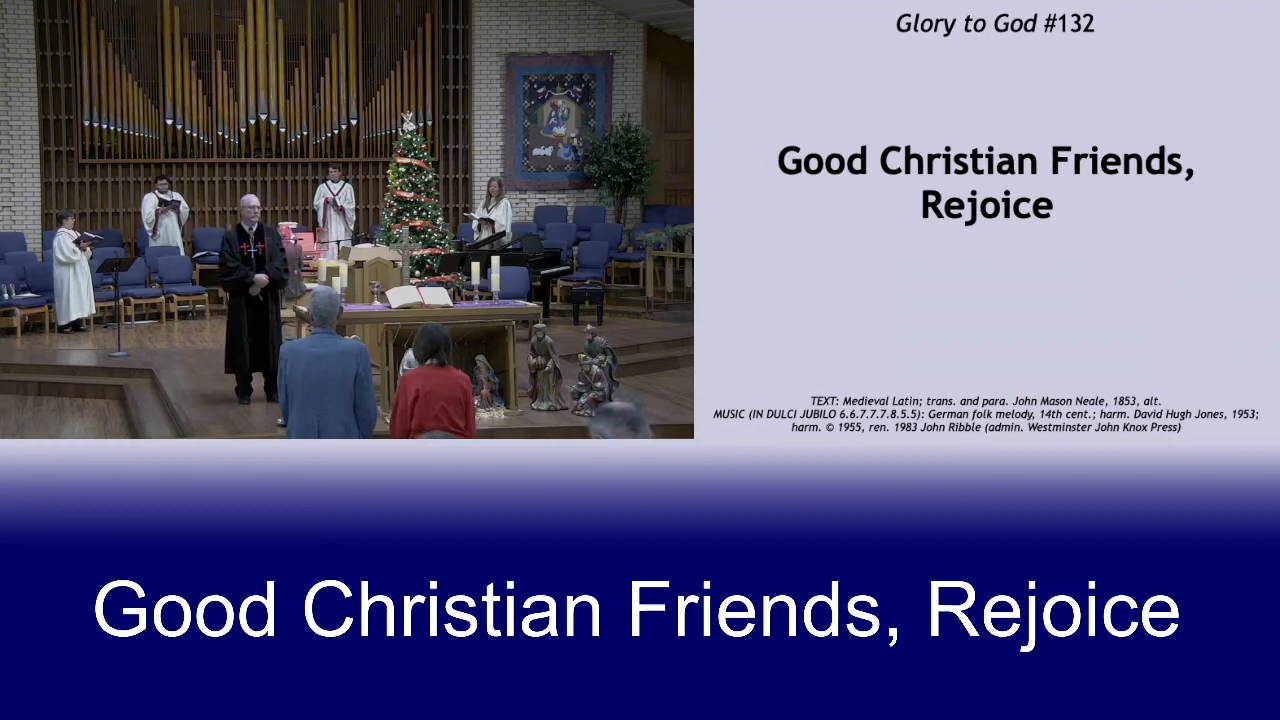 Glory to God #132
Good Christian Friends,
Rejoice
TEXT: Medieval Latin; trans. and para. John Mason Neale, 1853, alt.
MUSIC (IN DULCI JUBILO 6.6.7.7.7.8.5.5): German folk melody, 14th cent.; harm. David Hugh Jones, 1953;
harm. © 1955, ren. 1983 John Ribble (admin. Westminster John Knox Press)
Good Christian Friends, Rejoice